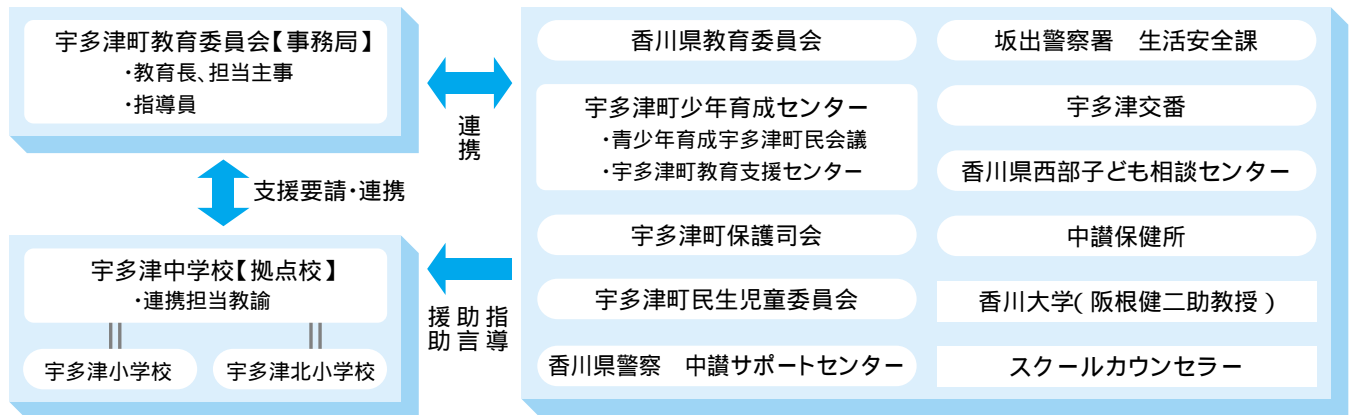 宇多津町教育委員会【事務局】
・教育長、担当主事
・指導員
連携
支援要請・連携
宇多津中学校【拠点校】
・連携担当教諭
宇多津小学校
宇多津北小学校
指導
助言
援助
香川県教育委員会
宇多津町少年育成センター
・青少年育成宇多津町民会議
・宇多津町教育支援センター
宇多津町保護司会
宇多津町民生児童委員会
香川県警察　中讃サポートセンター
坂出警察署　生活安全課
宇多津交番
香川県西部子ども相談センター
中讃保健所
香川大学( 阪根健二助教授 )
スクールカウンセラー